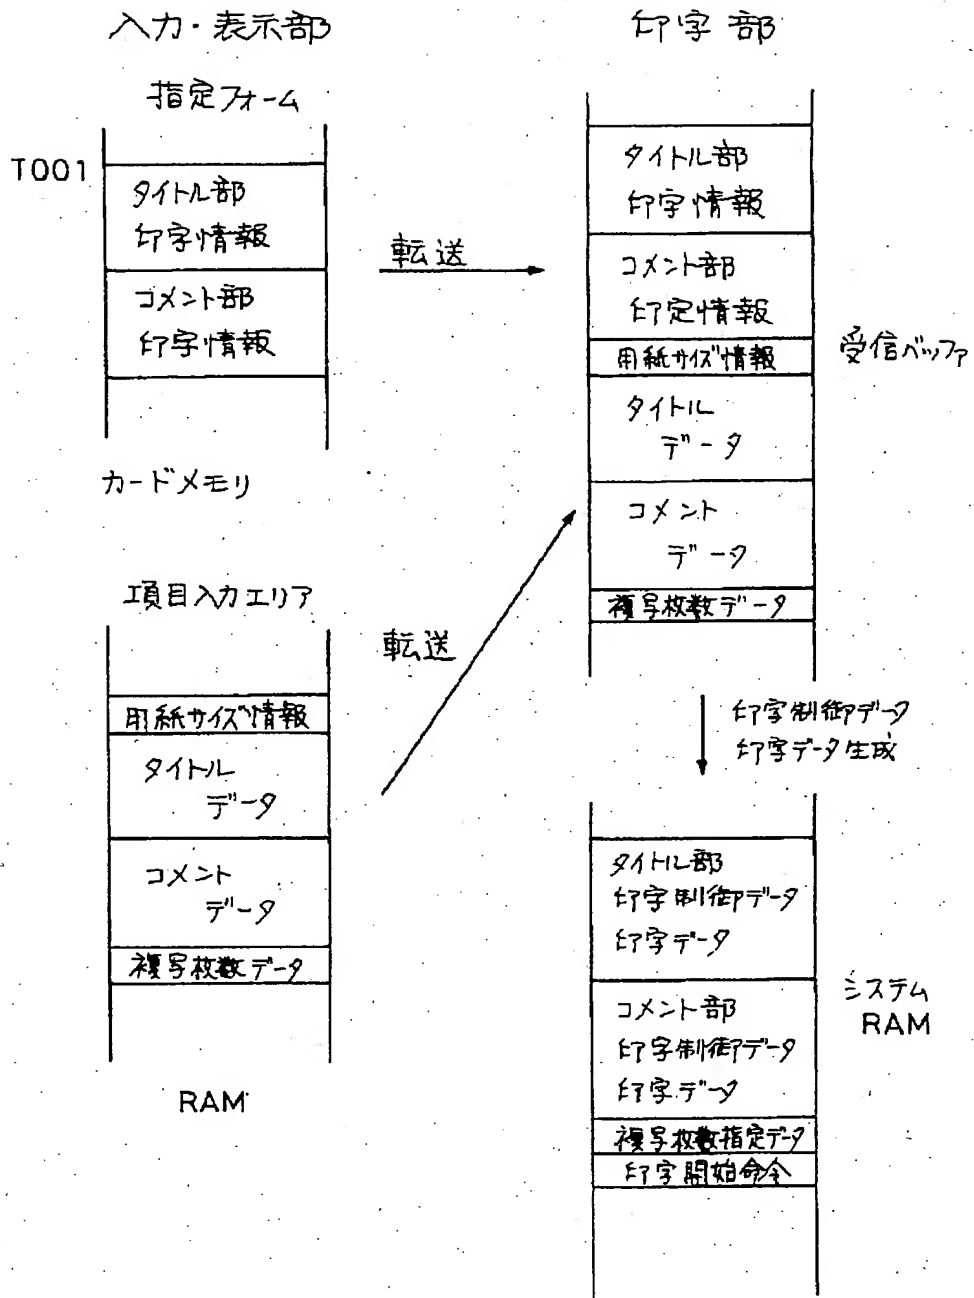 入力・表示部
指定フォーム
T001
タイトル部
印字情報
コメント部
印字情報
カードメモリ
転送
項目入力エリア
用紙サイズ情報
タイトル
データ
コメント
データ
複写枚数データ
RAM
転送
印字部
タイトル部
印字情報
コメント部
印定情報
用紙サイズ情報
タイトル
データ
コメント
データ
複写枚数データ
受信バッファ
印字制御データ
印字データ生成
タイトル部
印字制御データ
印字データ
コメント部
印字制御データ
印字データ
複写枚数指定データ
印字開始命令
システム
RAM